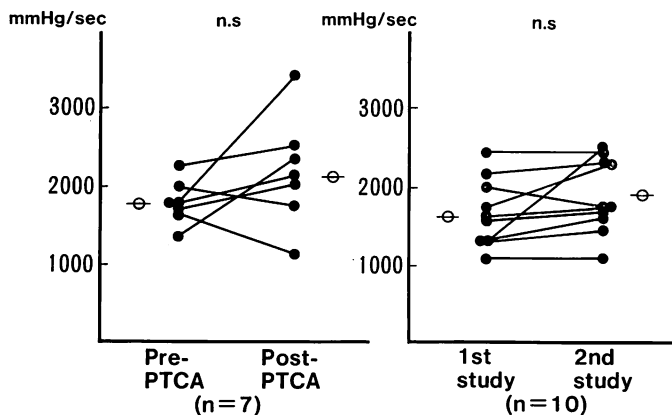 mmHg/sec
n.s
3000
2000
1000
Pre-
PTCA
Post-
PTCA
(n=7)
mmHg/sec
n.s
3000
2000
1000
1st
study
2nd
study
(n=10)